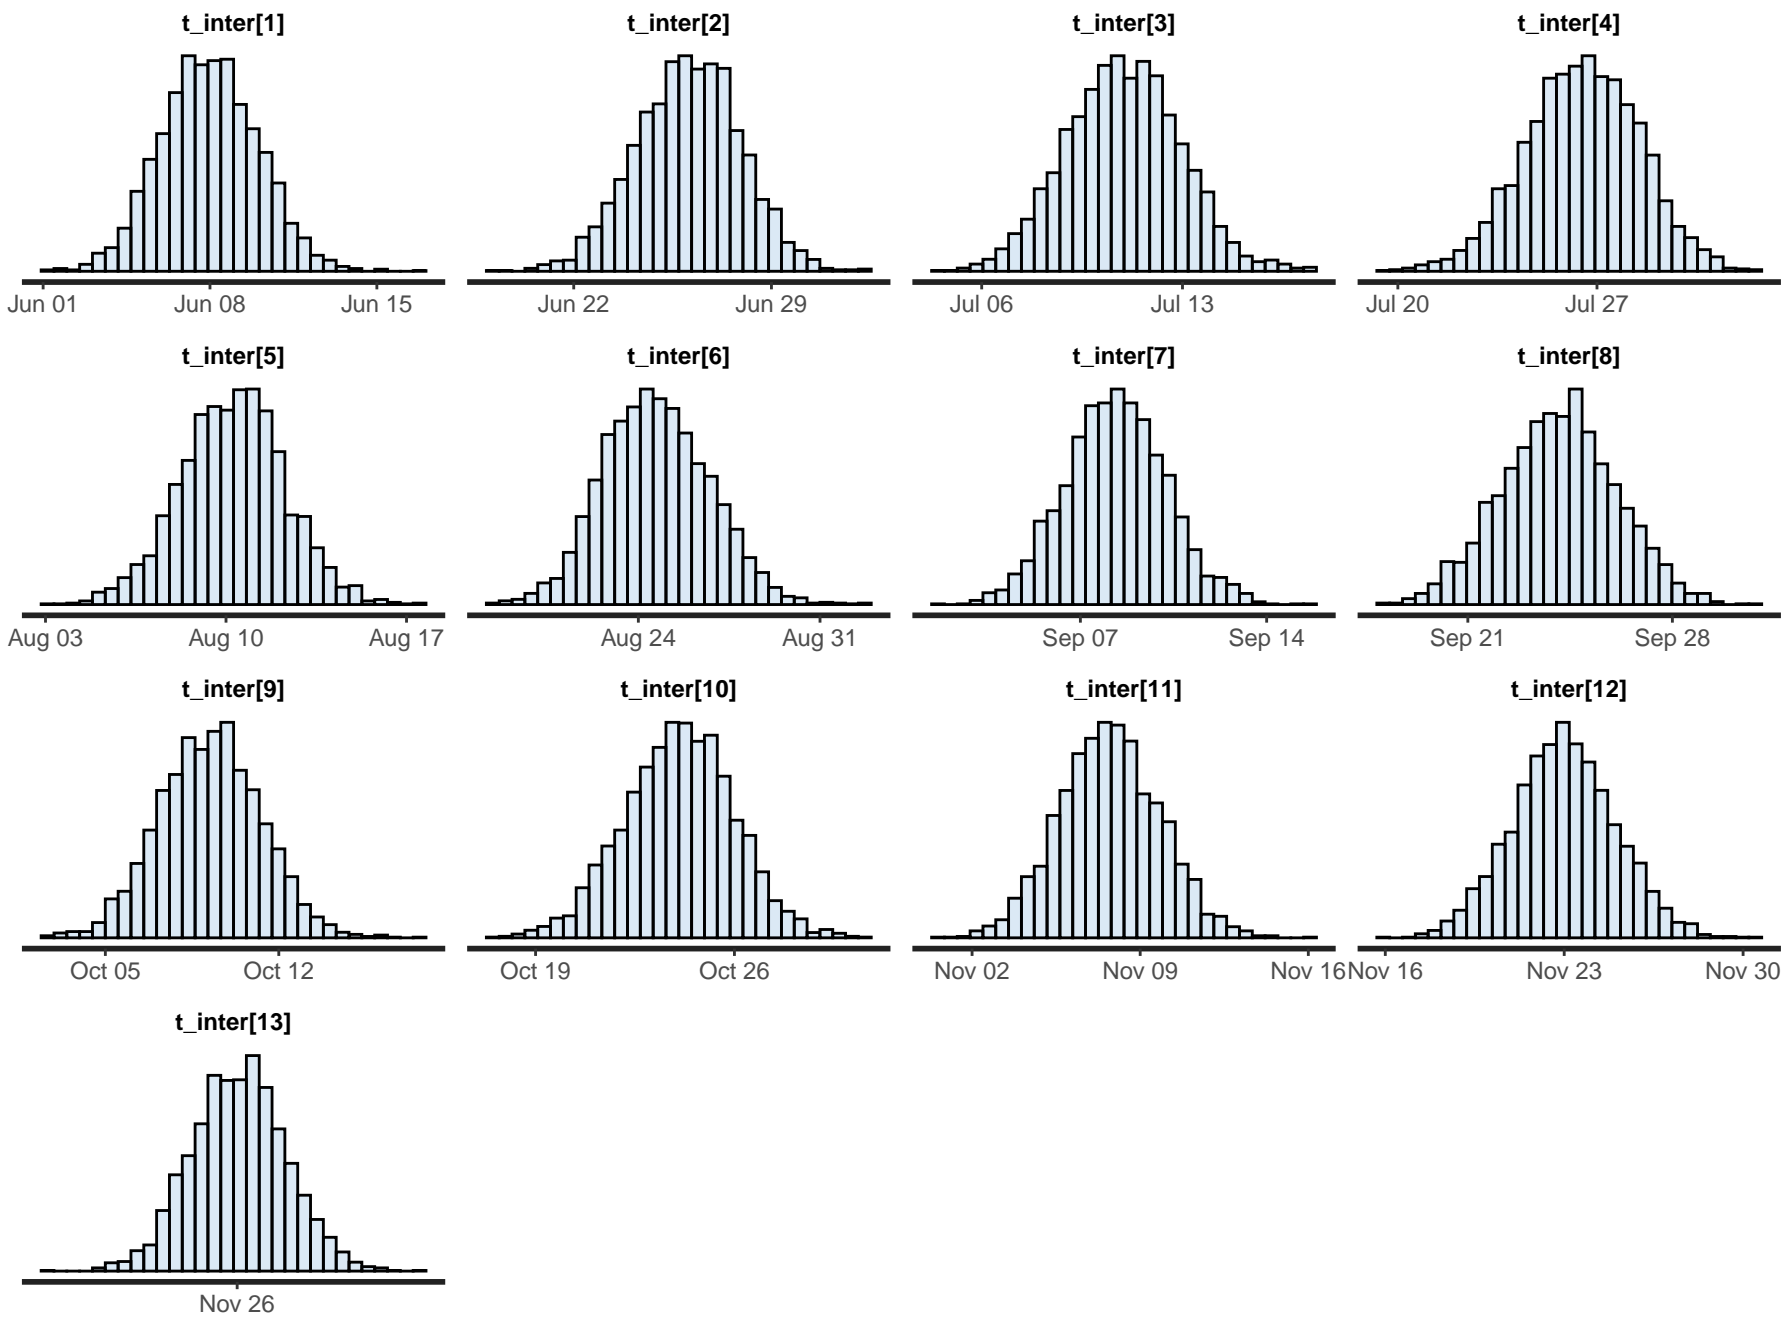 t_inter[1] t_inter[2] t_inter[3] t_inter[4]
Jun 01 Jun 08 Jun 15 Jun 22 Jun 29 Jul 06 Jul 13 Jul 20 Jul 27
t_inter[5] t_inter[6] t_inter[7] t_inter[8]
Aug 03 Aug 10 Aug 17 Aug 24 Aug 31 Sep 07 Sep 14 Sep 21 Sep 28
t_inter[9] t_inter[10] t_inter[11] t_inter[12]
Oct 05 Oct 12 Oct 19 Oct 26 Nov 02 Nov 09 Nov 16 Nov 16 Nov 23 Nov 30
t_inter[13]
Nov 26